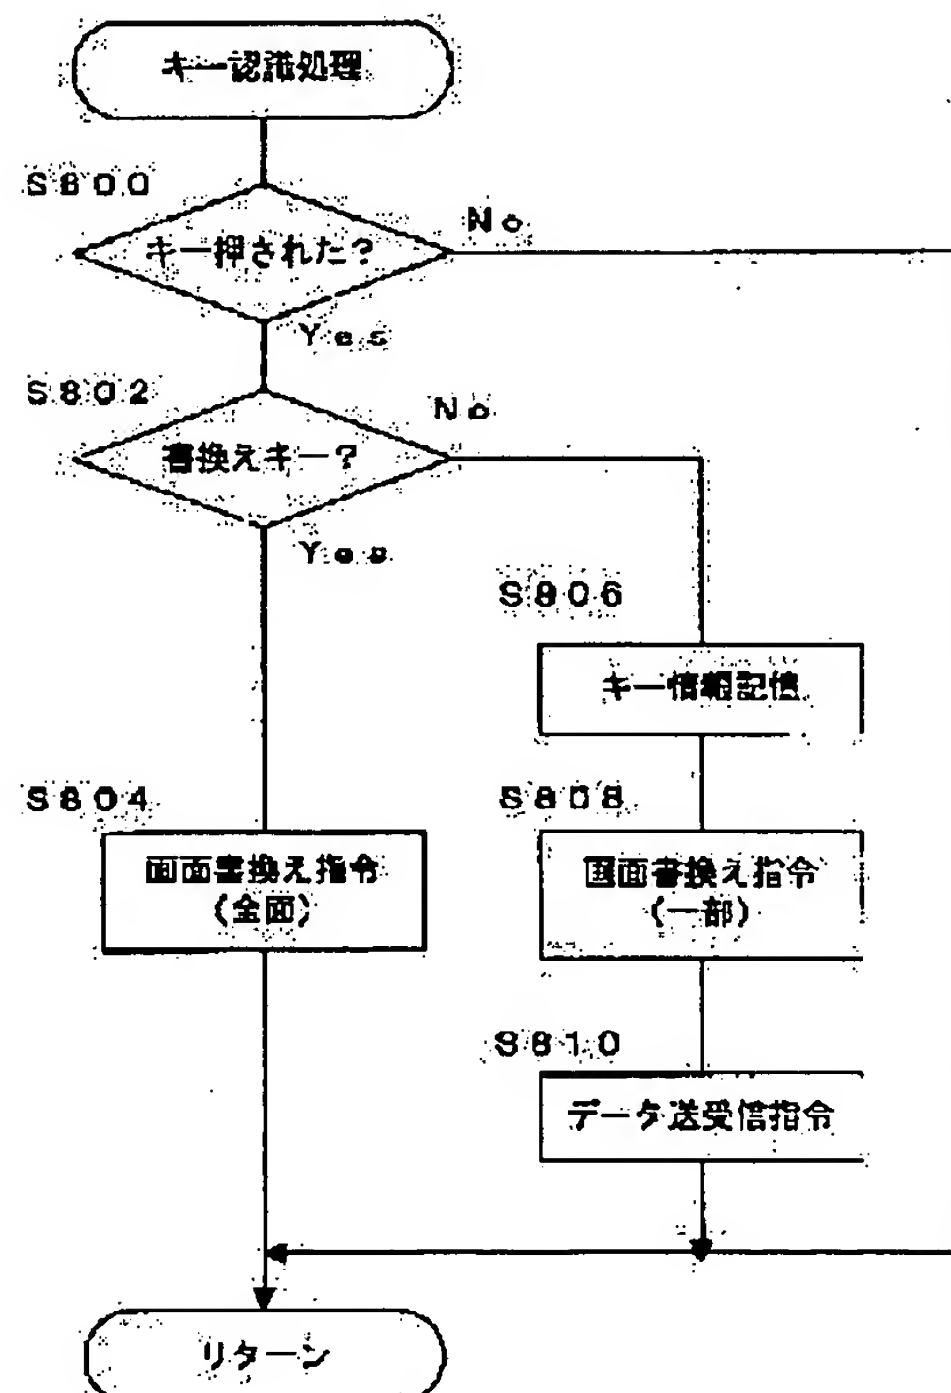 キー認識処理
S800
キー押された?
No
Yes
S802
書換えキー?
No
Yes
S806
キー情報記憶
S804
画面書換え指令
(全面)
S808
画面書換え指令
(一部)
S810
データ送受信指令
リターン